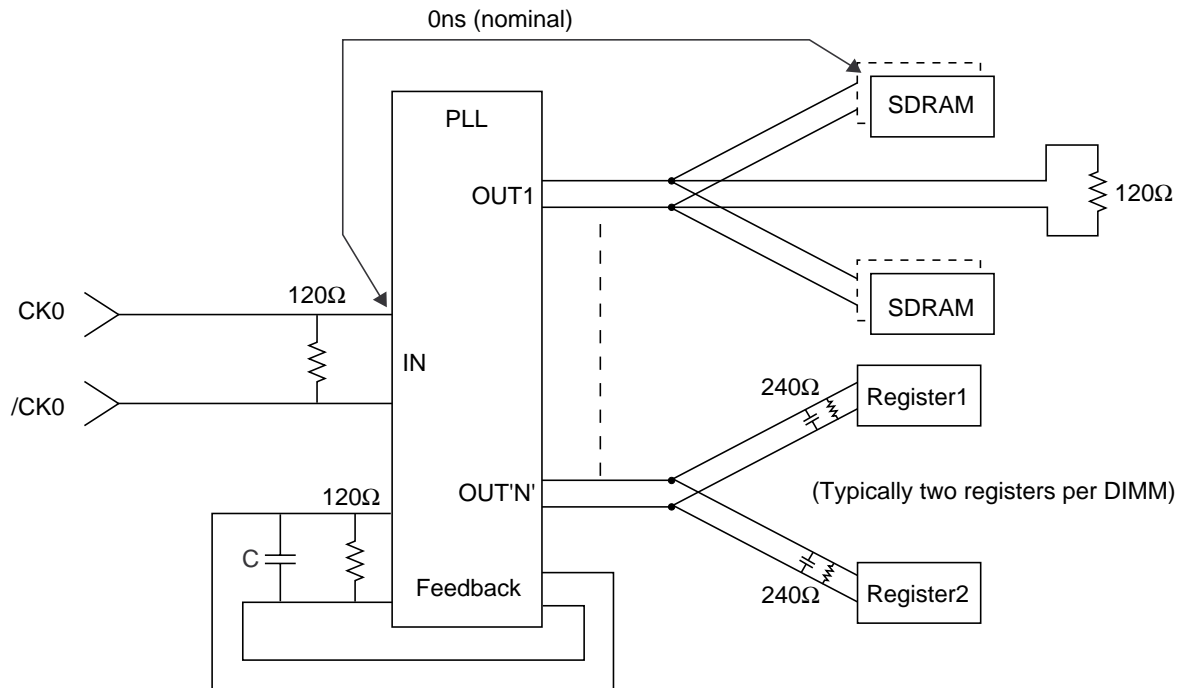 0ns (nominal)
PLL
SDRAM
OUT1
120Ω
SDRAM
120Ω
CK0
IN
/CK0
240Ω
Register1
120Ω
OUT'N'
(Typically two registers per DIMM)
C
Feedback
240Ω
Register2